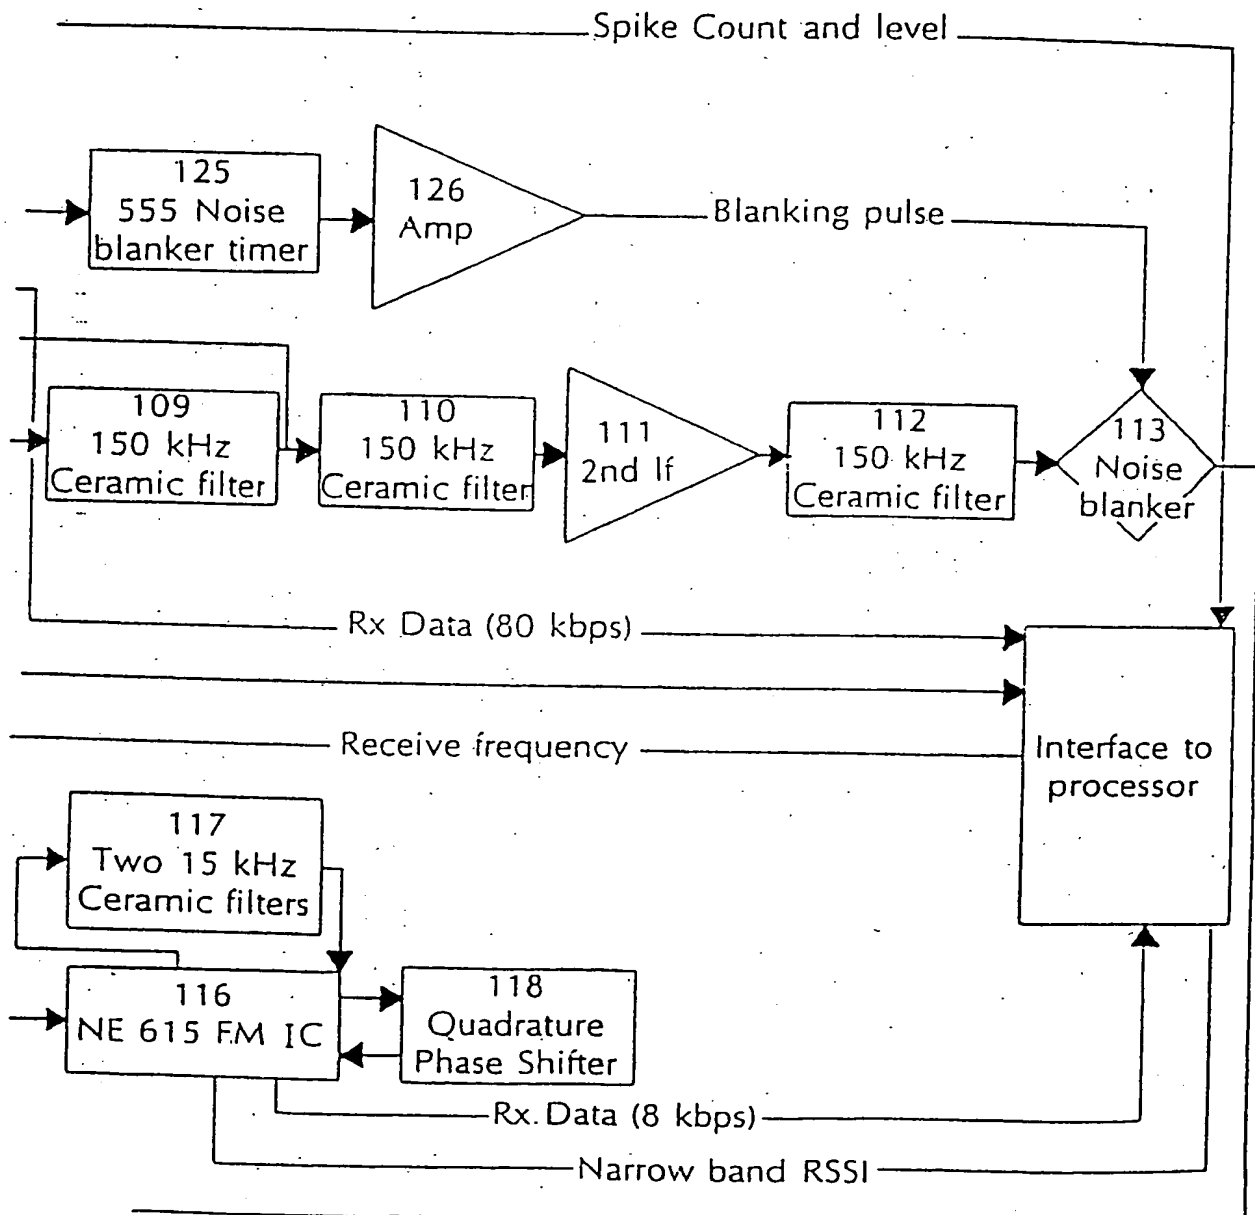 Spike Count and level
125
555 Noise
blanker timer
126
Amp
Blanking pulse
109
150 kHz
Ceramic filter
110
150 kHz
Ceramic filter
111
2nd If
112
150 kHz
Ceramic filter
113
Noise
blanker
Rx Data (80 kbps)
Receive frequency
Interface to
processor
117
Two 15 kHz
Ceramic filters
116
NE 615 FM IC
118
Quadrature
Phase Shifter
Rx Data (8 kbps)
Narrow band RSSI